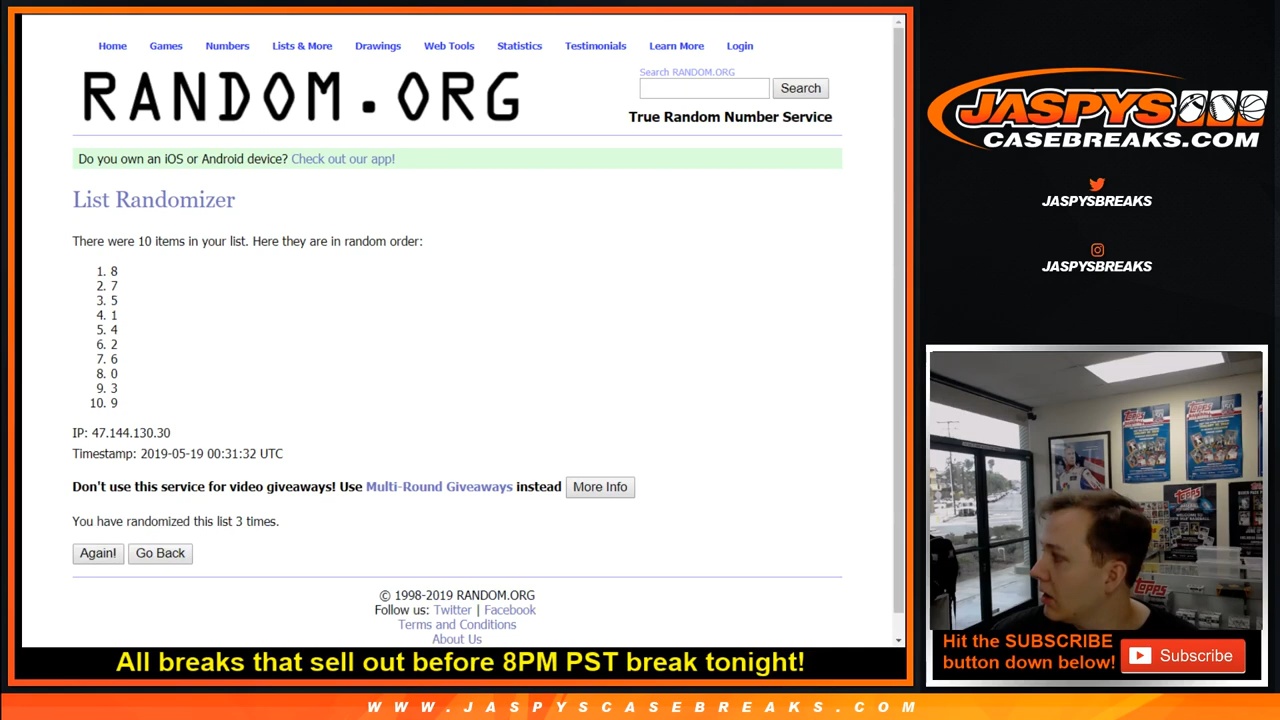 Home Games Numbers Lists & More Drawings Web Tools Statistics Testimonials Learn More Login
RANDOM.ORG
Search RANDOM.ORG
Search
True Random Number Service
Do you own an iOS or Android device? Check out our app!
List Randomizer
There were 10 items in your list. Here they are in random order:
1. 8
2. 7
3. 5
4. 1
5. 4
6. 2
7. 6
8. 0
9. 3
10. 9
IP: 47.144.130.30
Timestamp: 2019-05-19 00:31:32 UTC
Don't use this service for video giveaways! Use Multi-Round Giveaways instead More Info
You have randomized this list 3 times.
Again! Go Back
© 1998-2019 RANDOM.ORG
Follow us: Twitter | Facebook
Terms and Conditions
About Us
JASPYS
CASEBREAKS.COM
JASPYSBREAKS
JASPYSBREAKS
Topps
Topps
Topps
Topps
Hit the SUBSCRIBE
button down below!
Subscribe
All breaks that sell out before 8PM PST break tonight!
WWW.JASPYSCASEBREAKS.COM